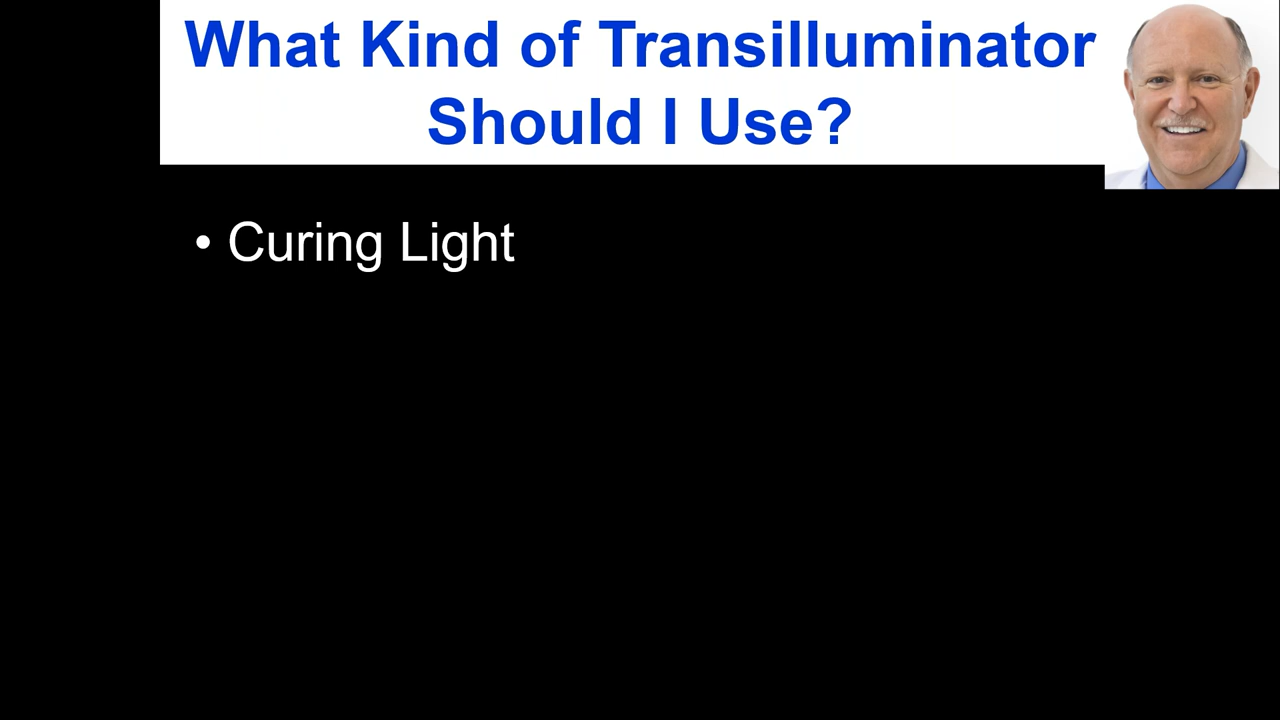 What Kind of Transilluminator
Should I Use?
• Curing Light